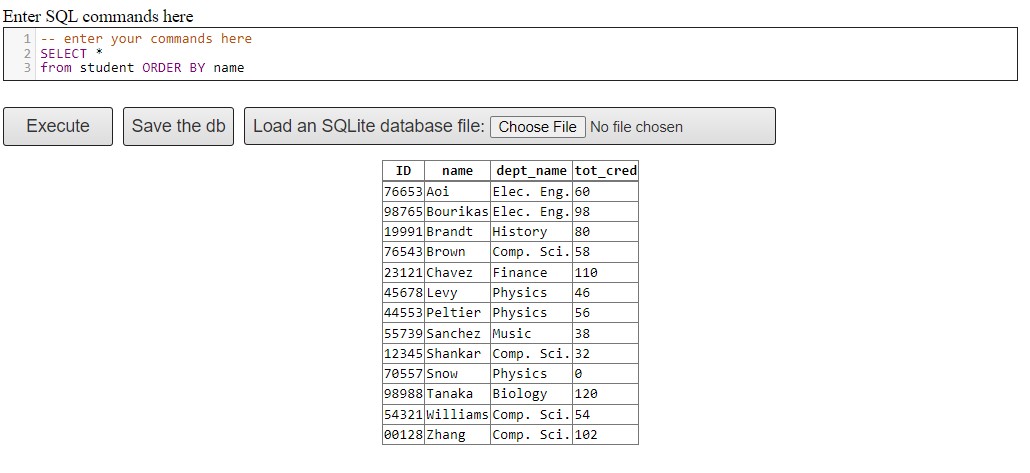 Enter SQL commands here
1 -- enter your commands here
2 SELECT *
3 from student ORDER BY name
Execute Save the db Load an SQLite database file: Choose File No file chosen
ID name dept_name tot_cred
76653 Aoi Elec. Eng. 60
98765 Bourikas Elec. Eng. 98
19991 Brandt History 80
76543 Brown Comp. Sci. 58
23121 Chavez Finance 110
45678 Levy Physics 46
44553 Peltier Physics 56
55739 Sanchez Music 38
12345 Shankar Comp. Sci. 32
70557 Snow Physics 0
98988 Tanaka Biology 120
54321 Williams Comp. Sci. 54
00128 Zhang Comp. Sci. 102